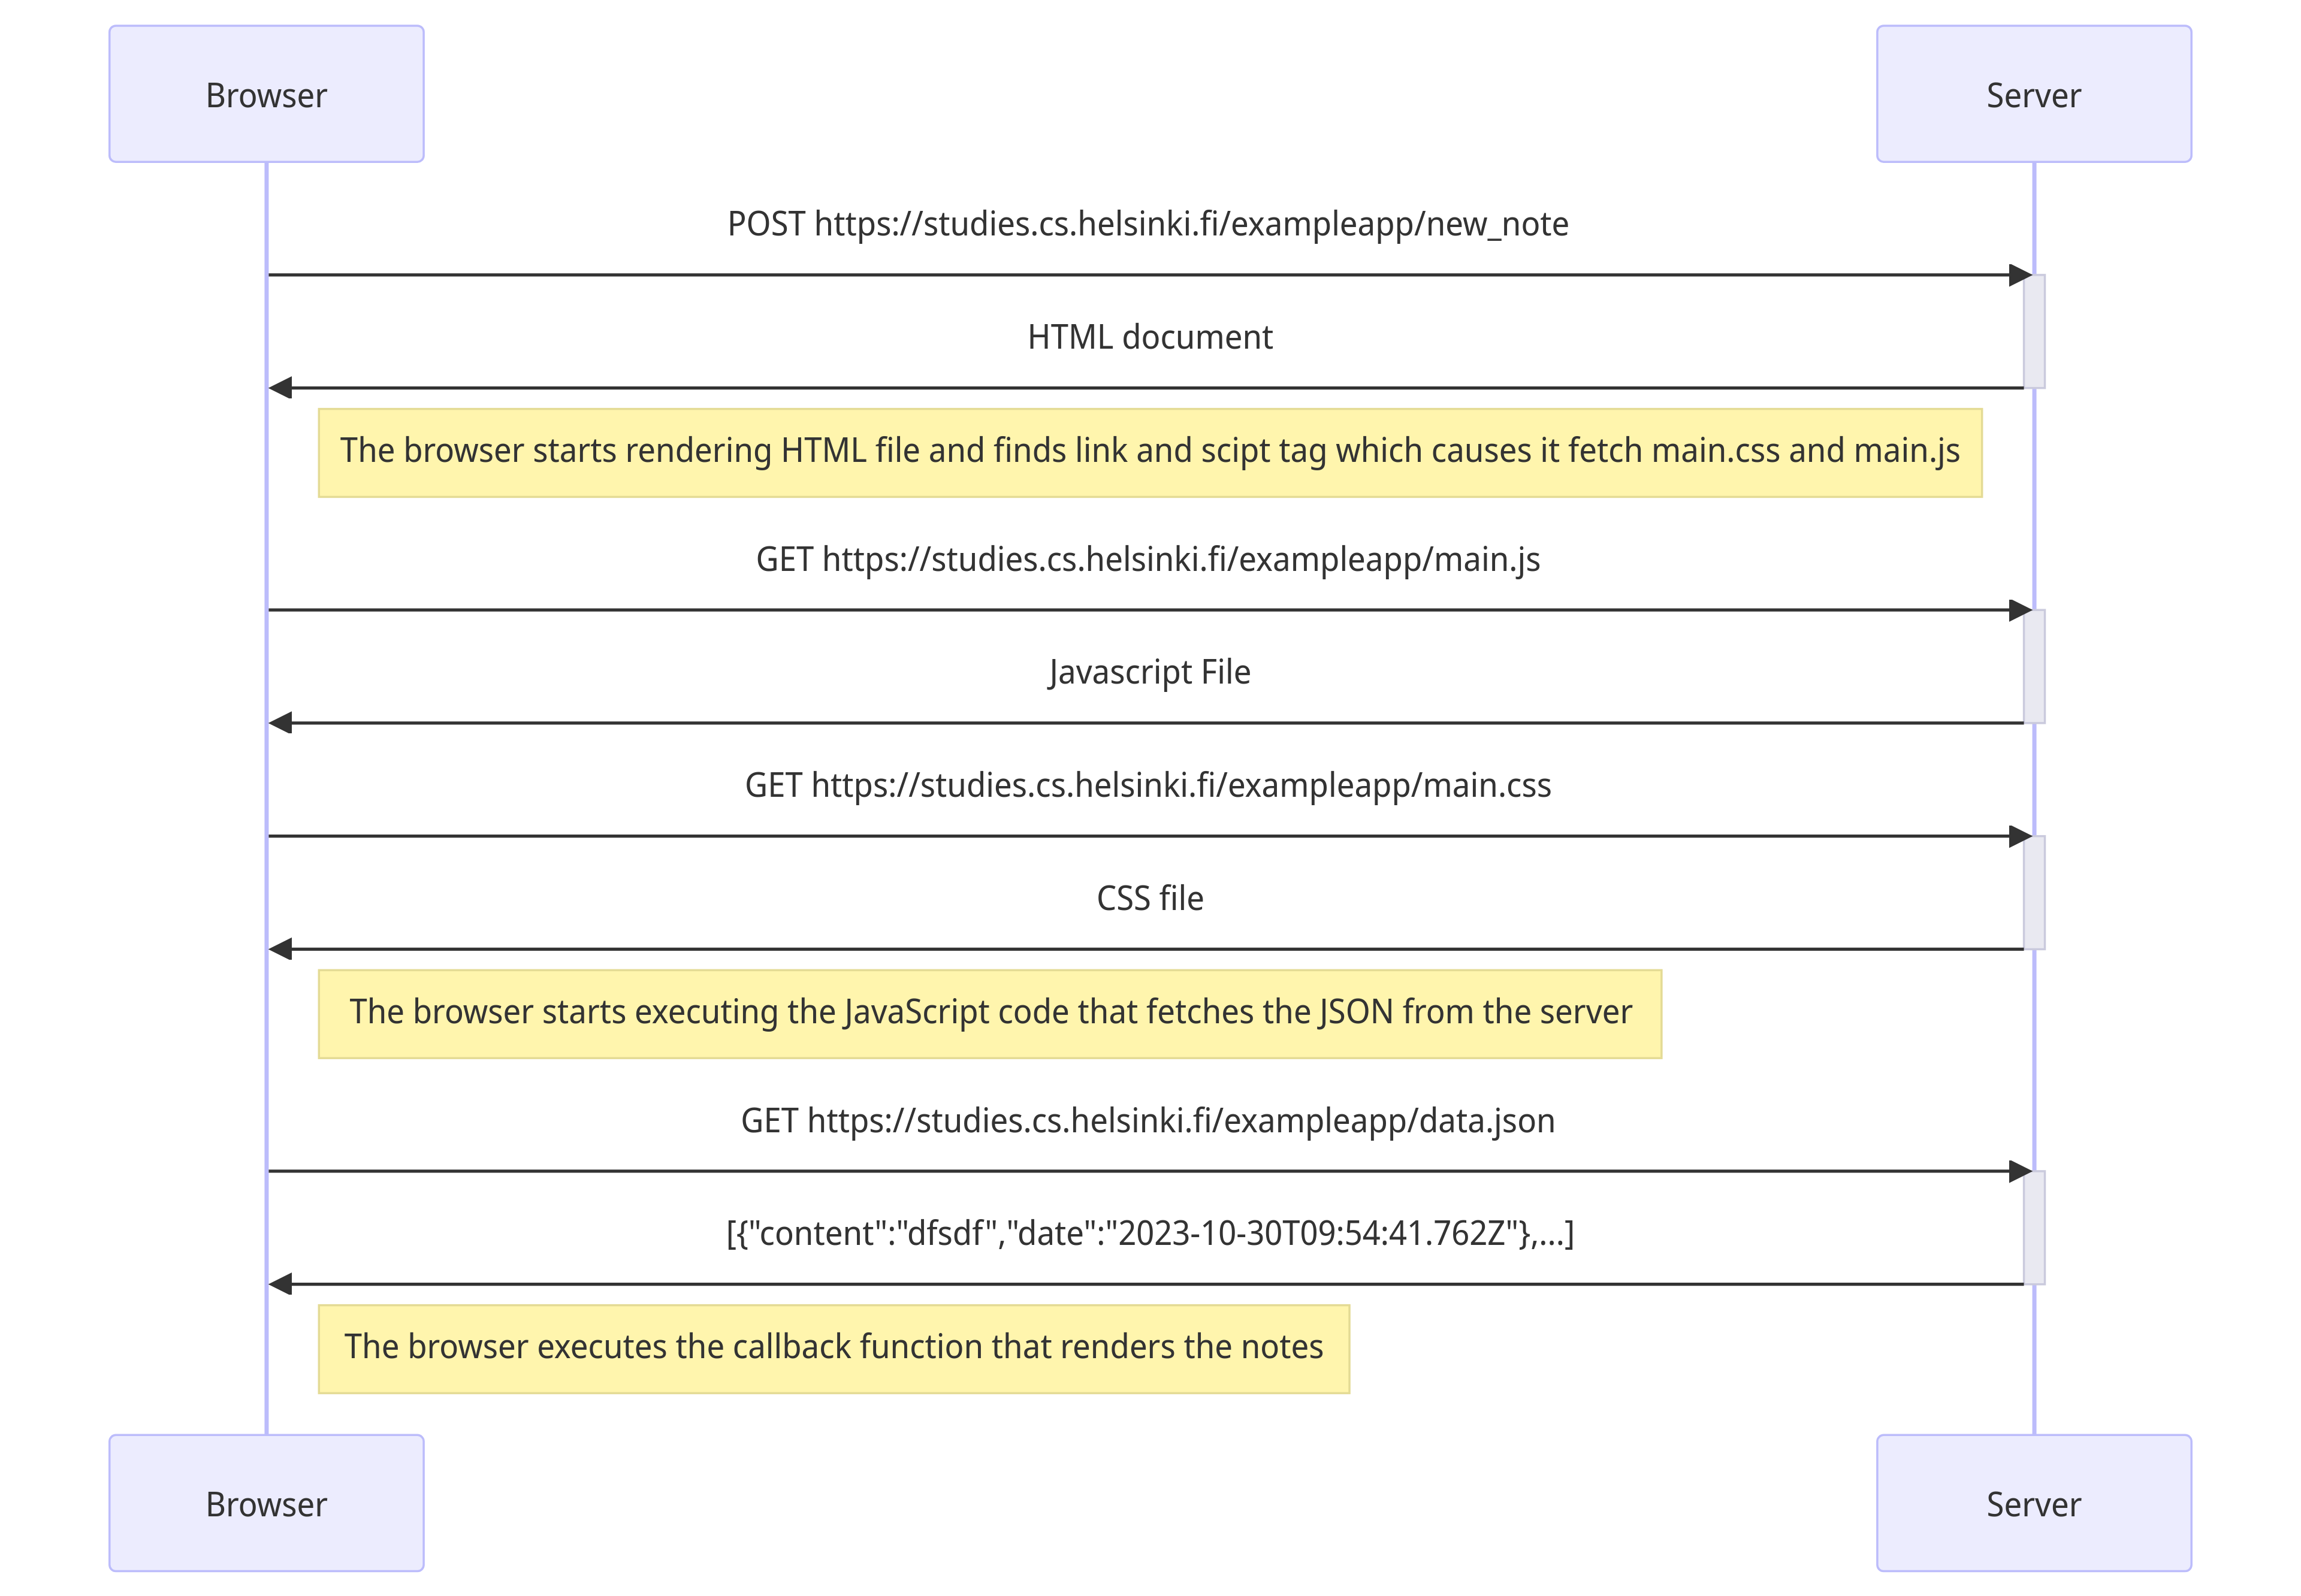 Browser
Server
POST https://studies.cs.helsinki.fi/exampleapp/new_note
HTML document
The browser starts rendering HTML file and finds link and scipt tag which causes it fetch main.css and main.js
GET https://studies.cs.helsinki.fi/exampleapp/main.js
Javascript File
GET https://studies.cs.helsinki.fi/exampleapp/main.css
CSS file
The browser starts executing the JavaScript code that fetches the JSON from the server
GET https://studies.cs.helsinki.fi/exampleapp/data.json
[{"content":"dfsdf","date":"2023-10-30T09:54:41.762Z"},...]
The browser executes the callback function that renders the notes
Browser
Server